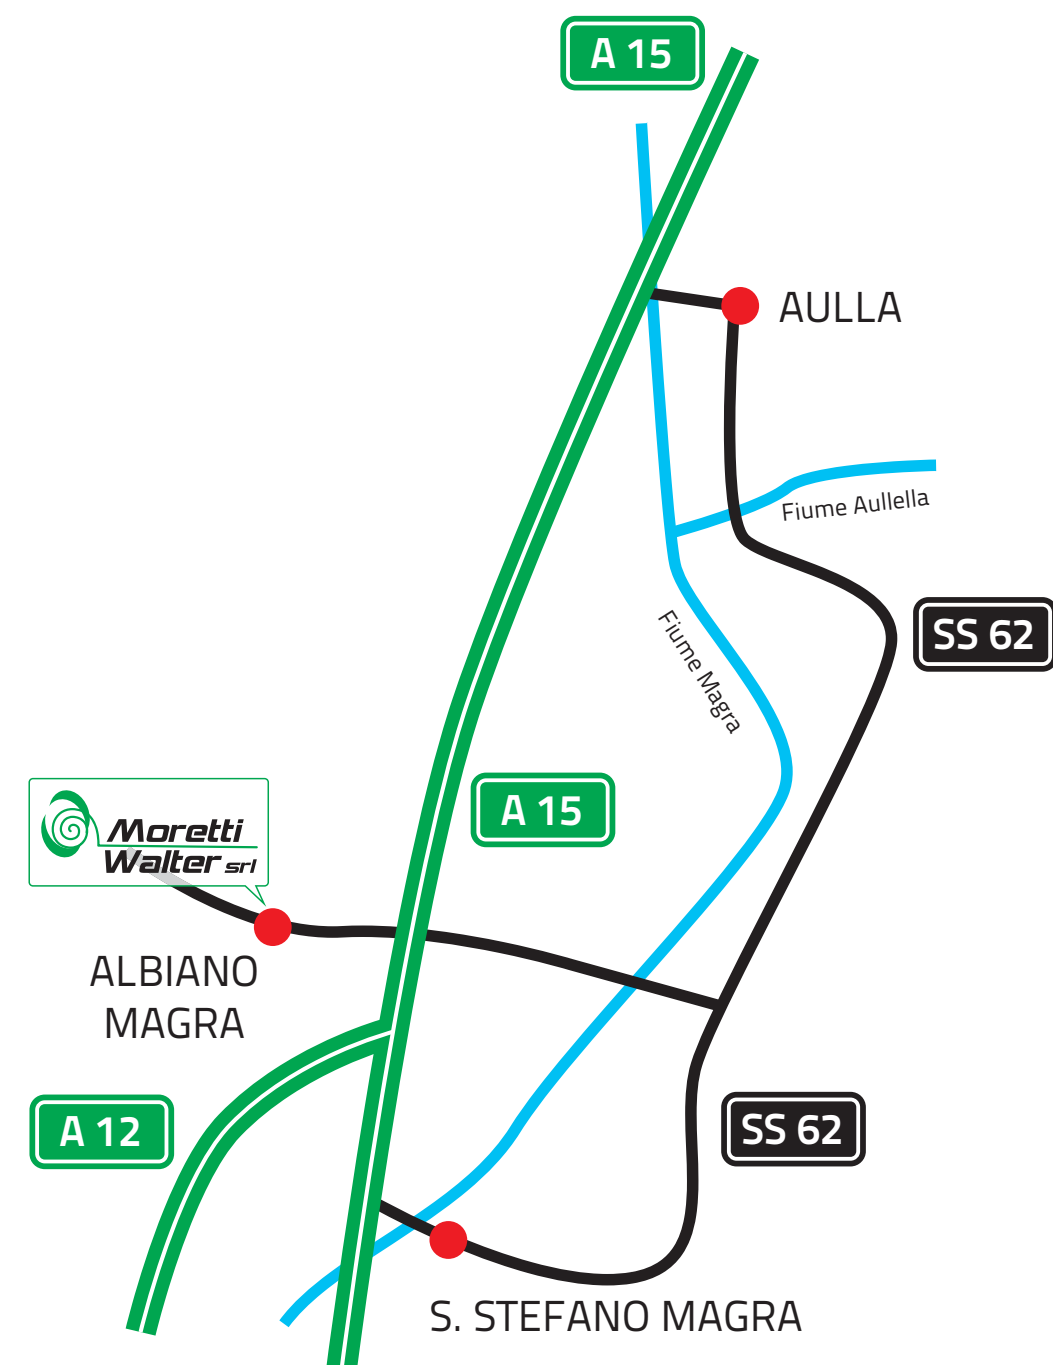 A 15
AULLA
Fiume Aullella
SS 62
Fiume Magra
A 15
Moretti
Walter srl
ALBIANO
MAGRA
A 12
SS 62
S. STEFANO MAGRA